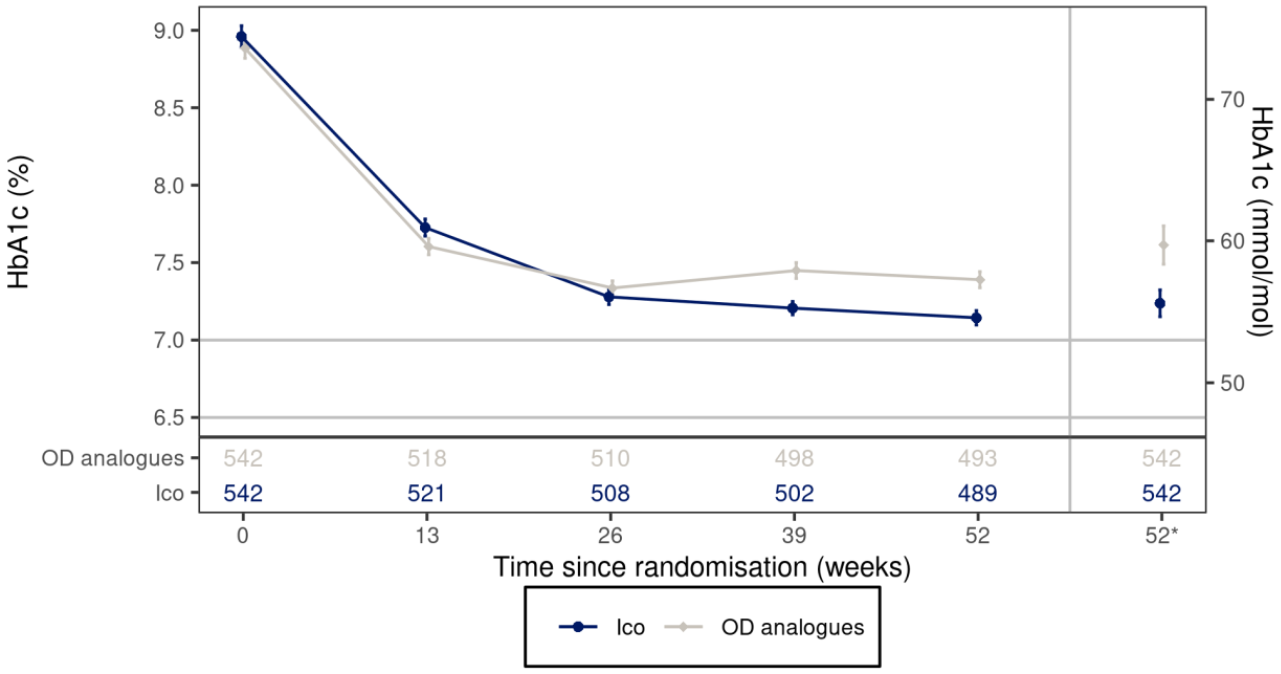 9.0
8.5
8.0
7.5
7.0
6.5
HbA1c (%)
70
60
50
HbA1c (mmol/mol)
OD analogues 542 518 510 498 493 542
Ico 542 521 508 502 489 542
0 13 26 39 52 52*
Time since randomisation (weeks)
Ico OD analogues